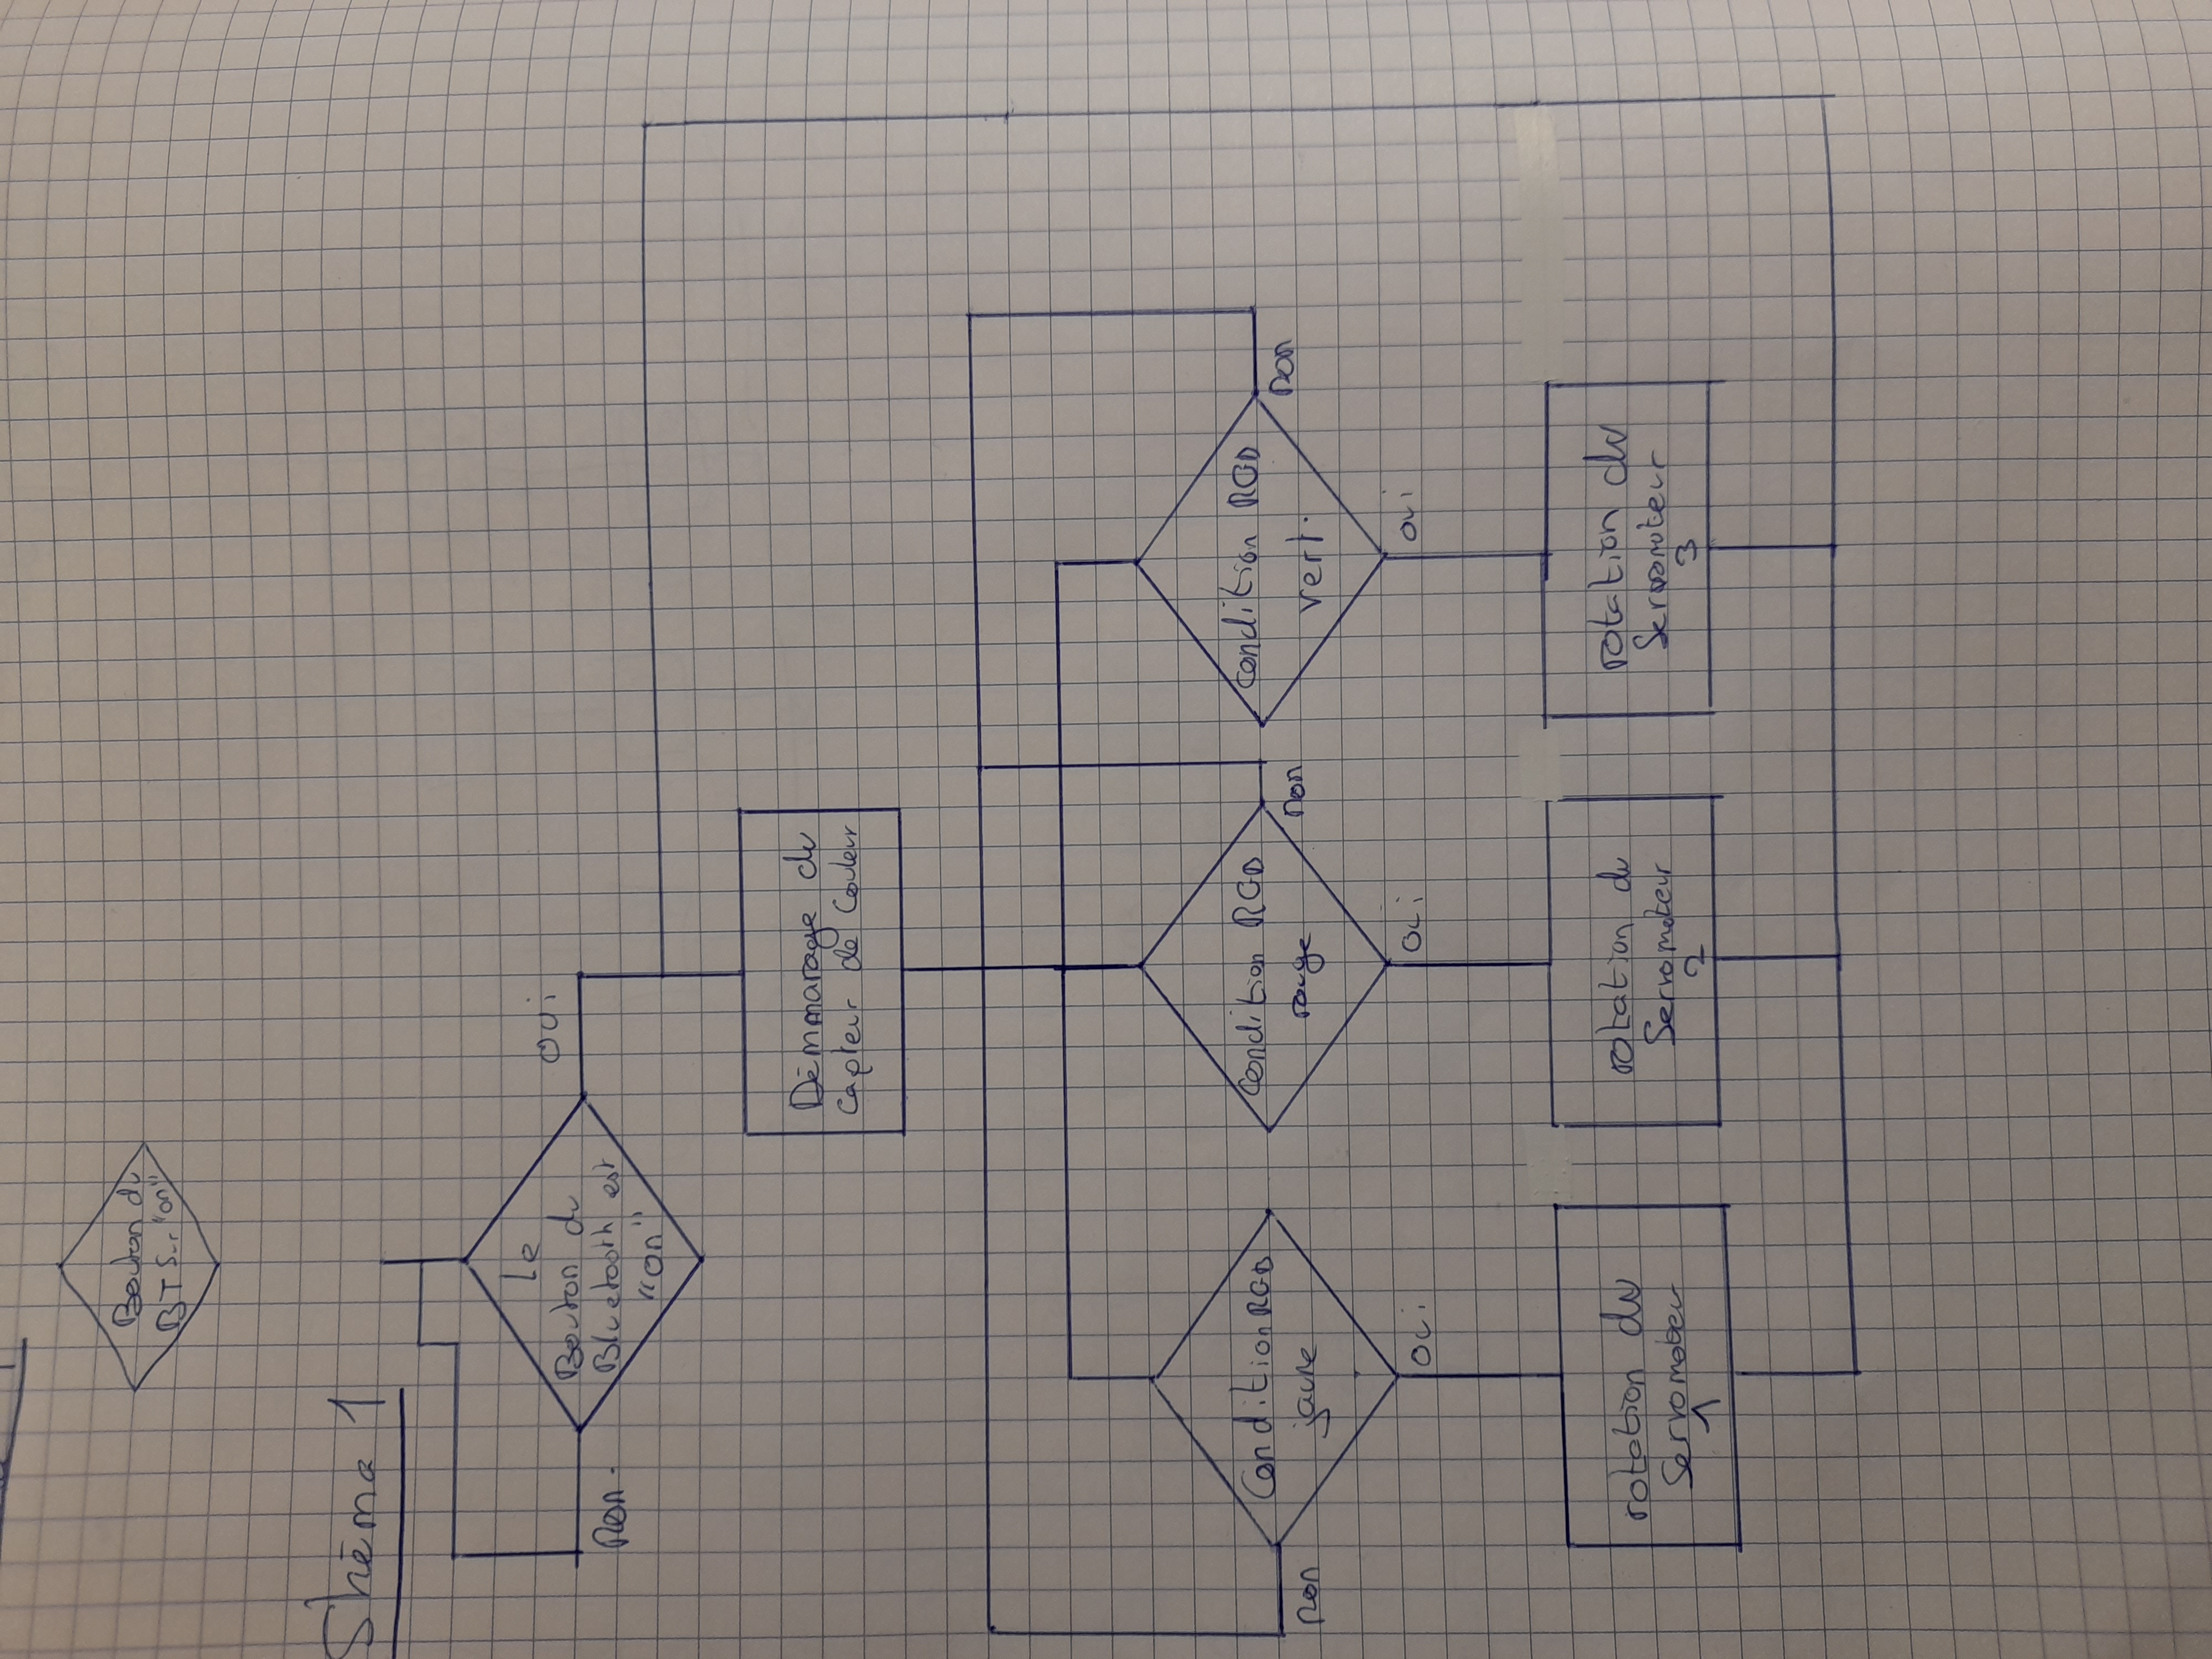 Bouton du
BT Sur "on"
Shéma 1
Le
Bouton du
Bluetooth est
"on"
oui
non
Démmarage du
Capteur de Couleur
Condition RGB
jaune
non
Condition RGB
rouge
non
Condition RGB
vert.
non
oui
oui
oui
rotation du
Servomoteur
1
rotation du
Servomoteur
2
rotation du
Servomoteur
3